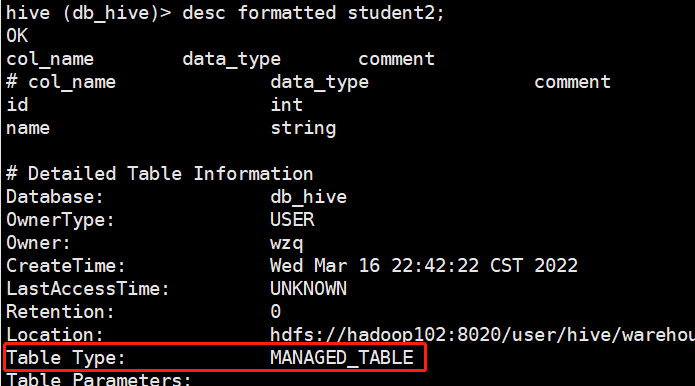 hive (db_hive)> desc formatted student2;
OK
col_name data_type comment
# col_name data_type comment
id int
name string
# Detailed Table Information
Database: db_hive
OwnerType: USER
Owner: wzq
CreateTime: Wed Mar 16 22:42:22 CST 2022
LastAccessTime: UNKNOWN
Retention: 0
Location: hdfs://hadoop102:8020/user/hive/warehou
Table Type: MANAGED_TABLE
Table Parameters: